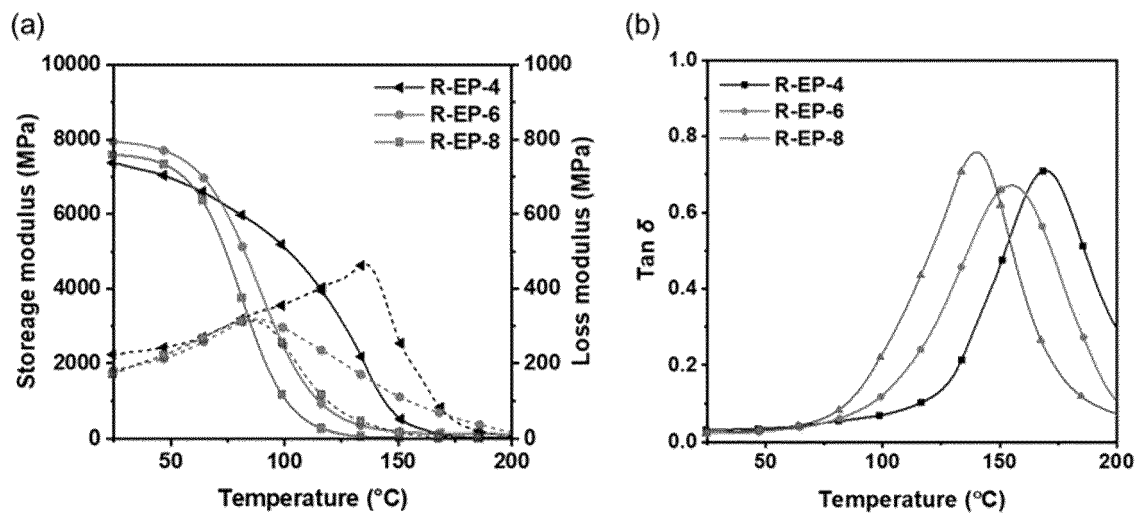 (a)
10000
8000
6000
4000
2000
0
Storeage modulus (MPa)
R-EP-4
R-EP-6
R-EP-8
1000
800
600
400
200
0
Loss modulus (MPa)
50
100
150
200
Temperature (°C)
(b)
1.0
0.8
0.6
0.4
0.2
0.0
Tan δ
R-EP-4
R-EP-6
R-EP-8
50
100
150
200
Temperature (°C)